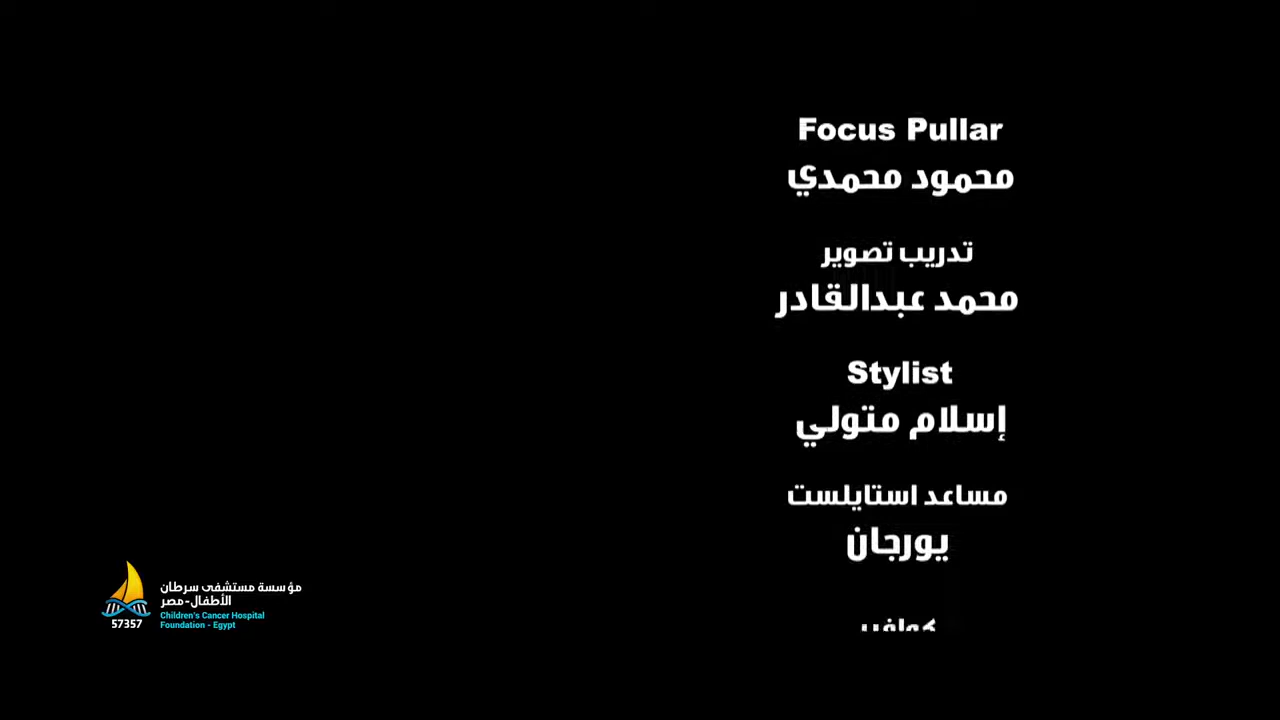 Focus Pullar
محمود محمدي
تدريب تصوير
محمد عبدالقادر
Stylist
إسلام متولي
مساعد استايلست
يورجان
كوافير
مؤسسة مستشفى سرطان
الأطفال-مصر
Children's Cancer Hospital
Foundation - Egypt
57357